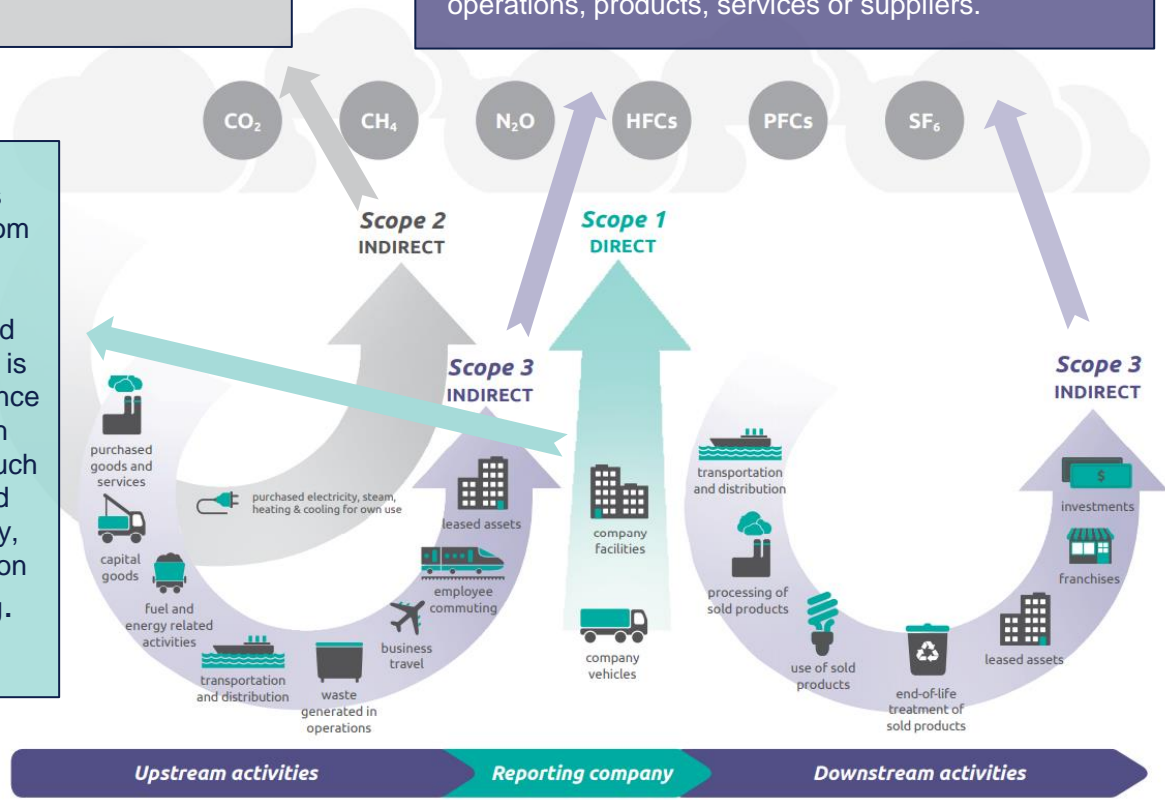 operations, products, services or suppliers.
CO₂
CH₄
N₂O
HFCs
PFCs
SF₆
Scope 2
INDIRECT
Scope 1
DIRECT
Scope 3
INDIRECT
Scope 3
INDIRECT
is
purchased
goods and
services
capital
goods
fuel and
energy related
activities
transportation
and distribution
waste
generated in
operations
business
travel
employee
commuting
leased assets
purchased electricity, steam,
heating & cooling for own use
company
facilities
company
vehicles
transportation
and distribution
processing of
sold products
use of sold
products
end-of-life
treatment of
sold products
leased assets
franchises
$
investments
Upstream activities
Reporting company
Downstream activities